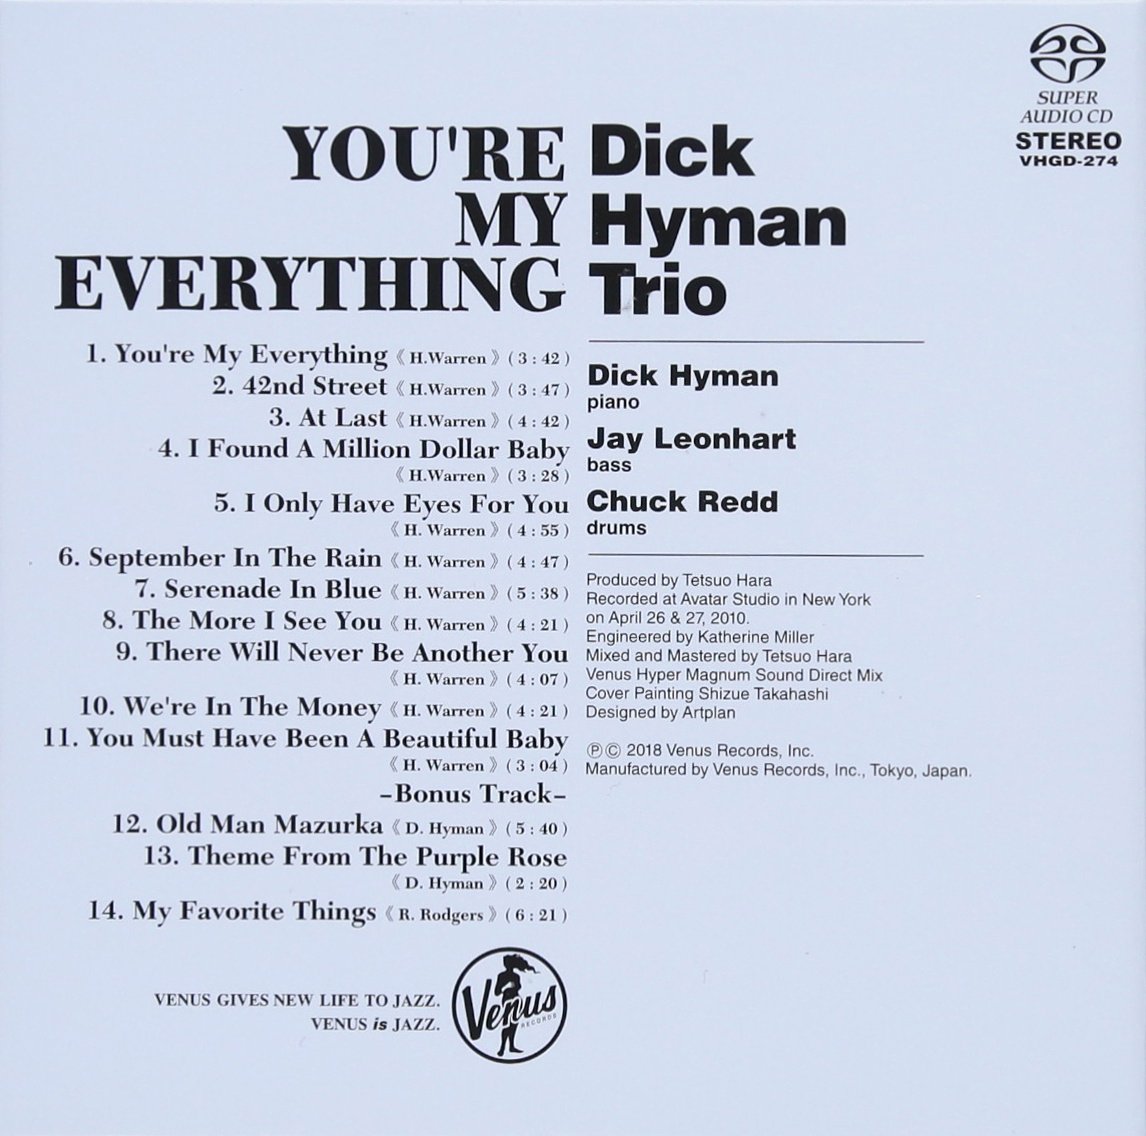 SUPER
AUDIO CD
STEREO
VHGD-274
YOU'RE
MY
EVERYTHING
Dick
Hyman
Trio
1. You're My Everything《 H.Warren 》( 3 : 42 )
2. 42nd Street《 H.Warren 》( 3 : 47 )
3. At Last《 H.Warren 》( 4 : 42 )
4. I Found A Million Dollar Baby
《 H.Warren 》( 3 : 28 )
5. I Only Have Eyes For You
《 H. Warren 》( 4 : 55 )
6. September In The Rain《 H. Warren 》( 4 : 47 )
7. Serenade In Blue《 H. Warren 》( 5 : 38 )
8. The More I See You《 H. Warren 》( 4 : 21 )
9. There Will Never Be Another You
《 H. Warren 》( 4 : 07 )
10. We're In The Money《 H. Warren 》( 4 : 21 )
11. You Must Have Been A Beautiful Baby
《 H. Warren 》( 3 : 04 )
–Bonus Track–
12. Old Man Mazurka《 D. Hyman 》( 5 : 40 )
13. Theme From The Purple Rose
《 D. Hyman 》( 2 : 20 )
14. My Favorite Things《 R. Rodgers 》( 6 : 21 )
Dick Hyman
piano
Jay Leonhart
bass
Chuck Redd
drums
Produced by Tetsuo Hara
Recorded at Avatar Studio in New York
on April 26 & 27, 2010.
Engineered by Katherine Miller
Mixed and Mastered by Tetsuo Hara
Venus Hyper Magnum Sound Direct Mix
Cover Painting Shizue Takahashi
Designed by Artplan
℗© 2018 Venus Records, Inc.
Manufactured by Venus Records, Inc., Tokyo, Japan.
VENUS GIVES NEW LIFE TO JAZZ.
VENUS is JAZZ.
Venus
RECORDS